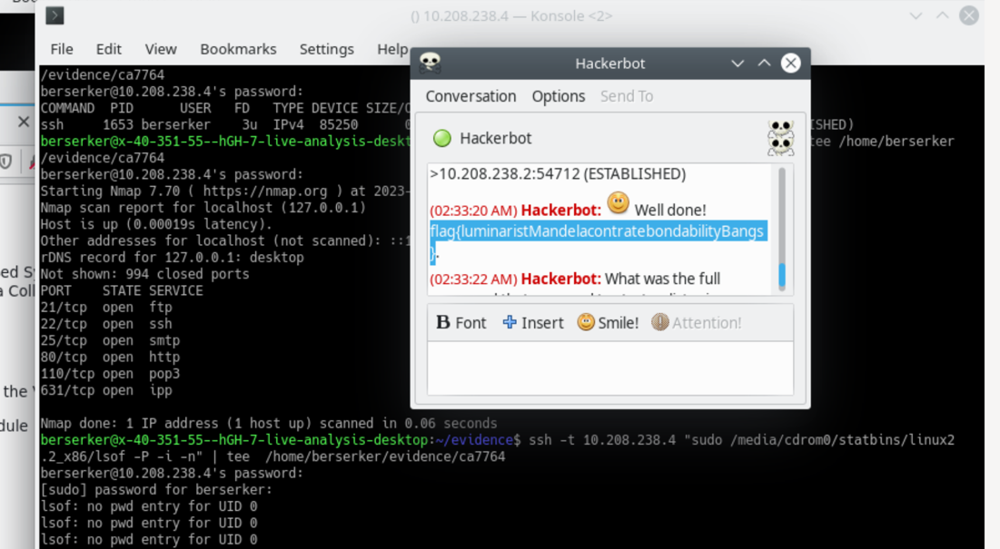 () 10.208.238.4 — Konsole <2>
File Edit View Bookmarks Settings Help
/evidence/ca7764
berserker@10.208.238.4's password:
COMMAND PID USER FD TYPE DEVICE SIZE/O
ssh 1653 berserker 3u IPv4 85250 ISHED)
berserker@x-40-351-55--hGH-7-live-analysis-deskt tee /home/berserker
/evidence/ca7764
berserker@10.208.238.4's password:
Starting Nmap 7.70 ( https://nmap.org ) at 2023-
Nmap scan report for localhost (127.0.0.1)
Host is up (0.00019s latency).
Other addresses for localhost (not scanned): ::1
rDNS record for 127.0.0.1: desktop
Not shown: 994 closed ports
PORT STATE SERVICE
21/tcp open ftp
22/tcp open ssh
25/tcp open smtp
80/tcp open http
110/tcp open pop3
631/tcp open ipp
Nmap done: 1 IP address (1 host up) scanned in 0.06 seconds
berserker@x-40-351-55--hGH-7-live-analysis-desktop:~/evidence$ ssh -t 10.208.238.4 "sudo /media/cdrom0/statbins/linux2
.2_x86/lsof -P -i -n" | tee /home/berserker/evidence/ca7764
berserker@10.208.238.4's password:
[sudo] password for berserker:
lsof: no pwd entry for UID 0
lsof: no pwd entry for UID 0
lsof: no pwd entry for UID 0
Hackerbot
Conversation Options Send To
Hackerbot
>10.208.238.2:54712 (ESTABLISHED)
(02:33:20 AM) Hackerbot: Well done!
flag{luminaristMandelacontratebondabilityBangs
}.
(02:33:22 AM) Hackerbot: What was the full
Font Insert Smile! Attention!
ed S
a Coll
the
dule